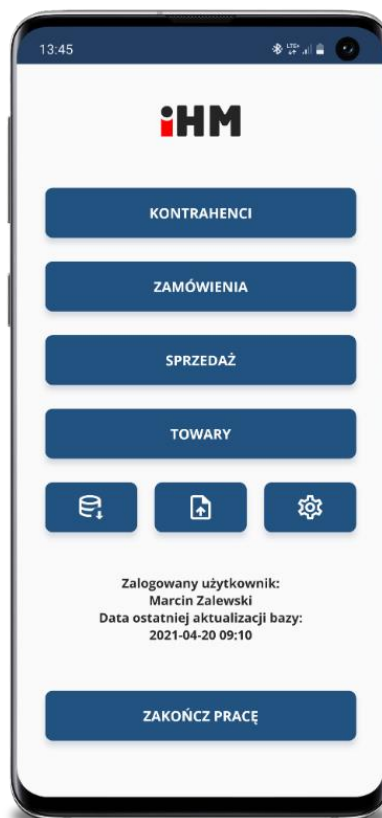 13:45
iHM
KONTRAHENCI
ZAMÓWIENIA
SPRZEDAŻ
TOWARY
Zalogowany użytkownik:
Marcin Zalewski
Data ostatniej aktualizacji bazy:
2021-04-20 09:10
ZAKOŃCZ PRACĘ